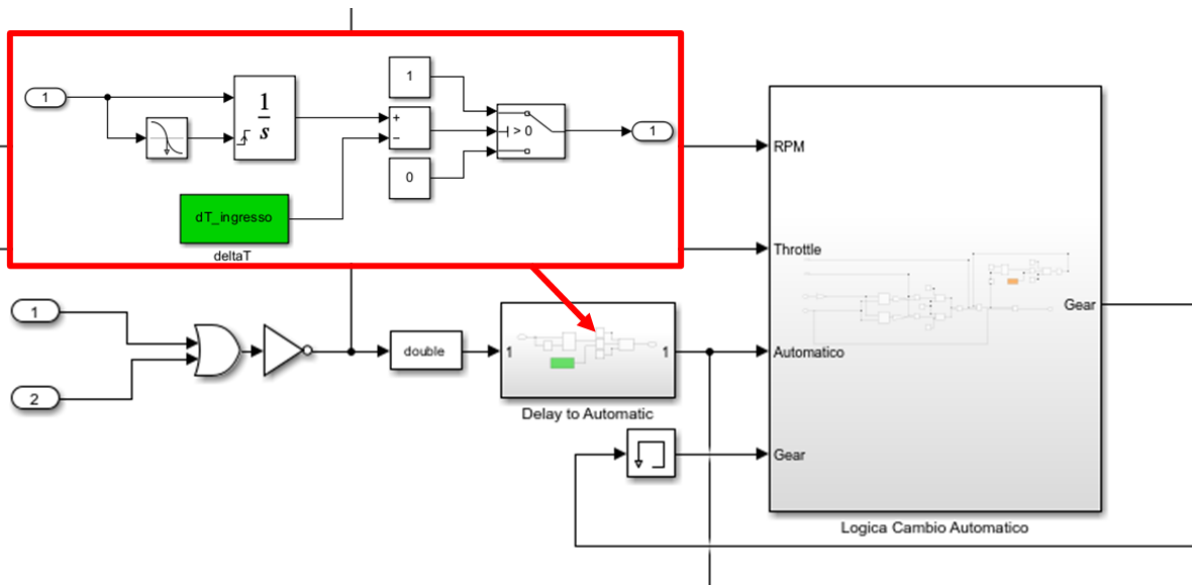 1
1
s
1
0
> 0
1
+
−
dT_ingresso
deltaT
RPM
Throttle
Automatico
Gear
Gear
1
2
double
1
1
Delay to Automatic
Logica Cambio Automatico